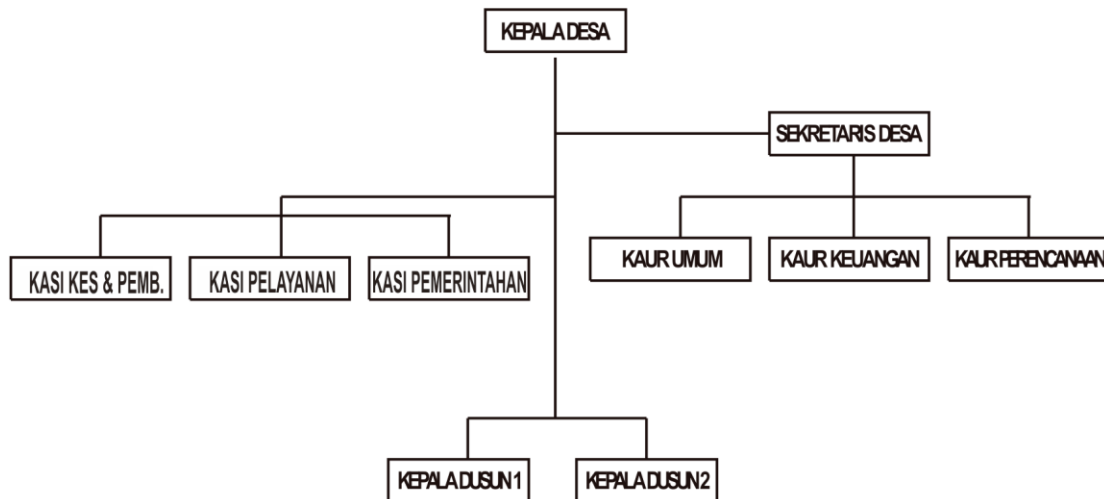 KEPALA DESA
SEKRETARIS DESA
KAUR UMUM
KAUR KEUANGAN
KAUR PERENCANAAN
KASI KES & PEMB.
KASI PELAYANAN
KASI PEMERINTAHAN
KEPALA DUSUN 1
KEPALA DUSUN 2